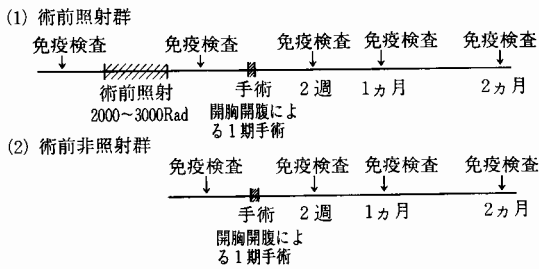 (1) 術前照射群
免疫検査 免疫検査 免疫検査 免疫検査 免疫検査
術前照射 手術 2週 1ヵ月 2ヵ月
2000～3000Rad 開胸開腹によ
る1期手術
(2) 術前非照射群
免疫検査 免疫検査 免疫検査 免疫検査
手術 2週 1ヵ月 2ヵ月
開胸開腹によ
る1期手術